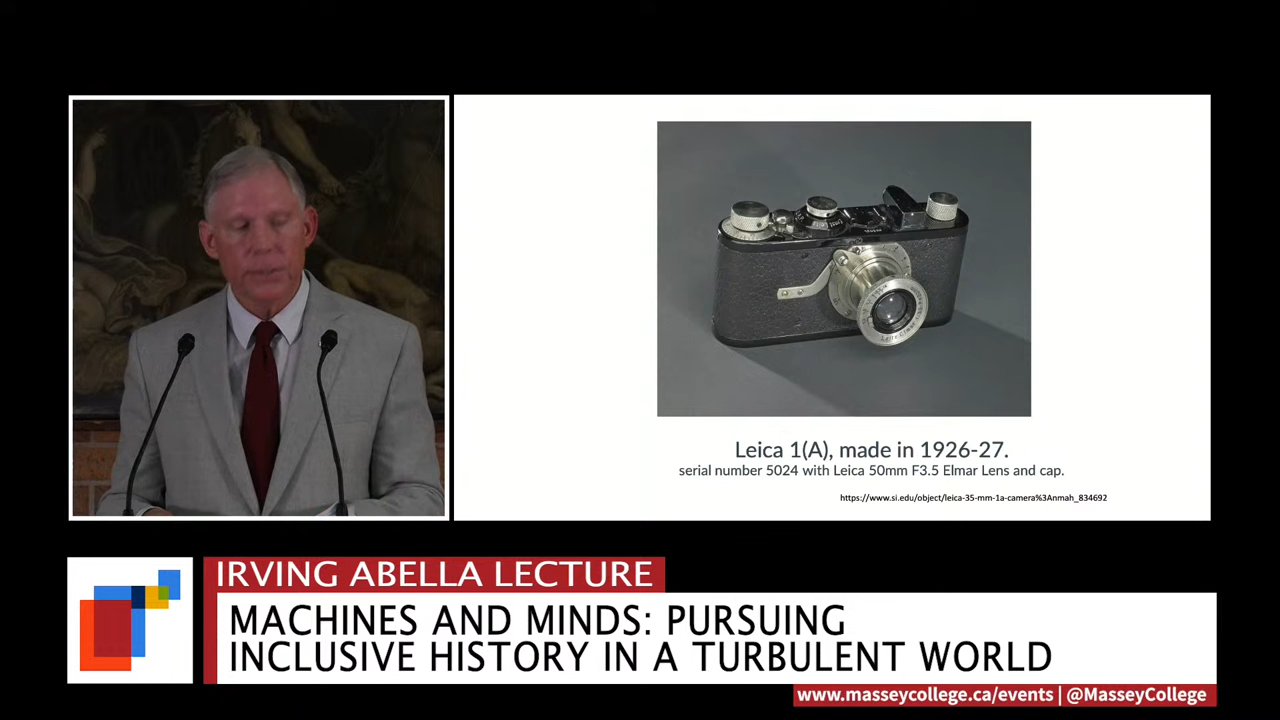 Leica 1(A), made in 1926-27.
serial number 5024 with Leica 50mm F3.5 Elmar Lens and cap.
https://www.si.edu/object/leica-35-mm-1a-camera%3Anmah_834692
IRVING ABELLA LECTURE
MACHINES AND MINDS: PURSUING
INCLUSIVE HISTORY IN A TURBULENT WORLD
www.masseycollege.ca/events | @MasseyCollege